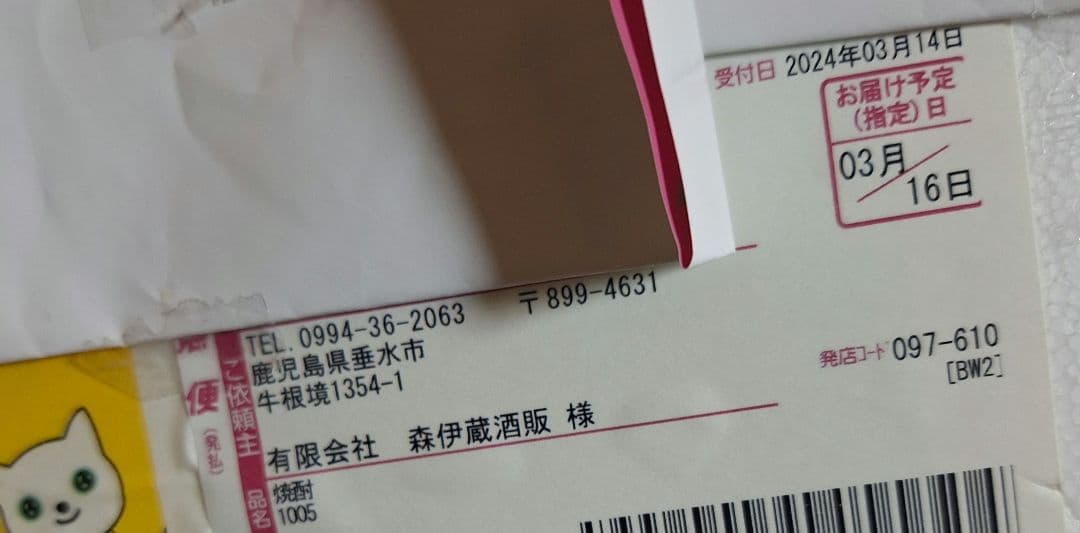 受付日 2024年03月14日
お届け予定
(指定)日
03月
16日
TEL. 0994-36-2063 〒899-4631
鹿児島県垂水市
牛根境1354-1
有限会社 森伊蔵酒販 様
ご依頼主
便
(発払)
発店コード 097-610
[BW2]
品名
焼酎
1005